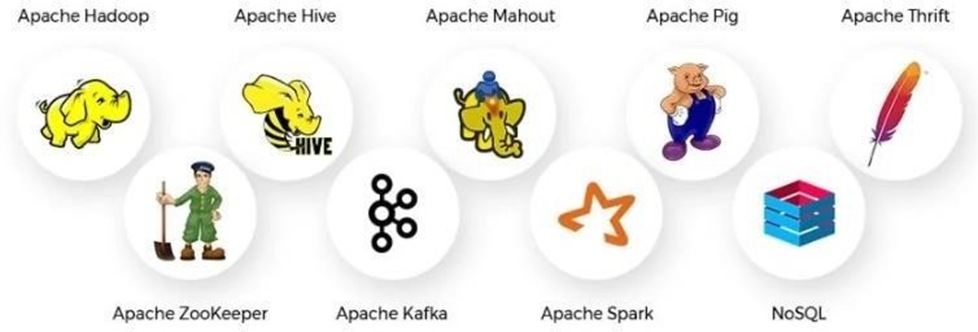 Apache Hadoop
Apache Hive
Apache Mahout
Apache Pig
Apache Thrift
HIVE
Apache ZooKeeper
Apache Kafka
Apache Spark
NoSQL